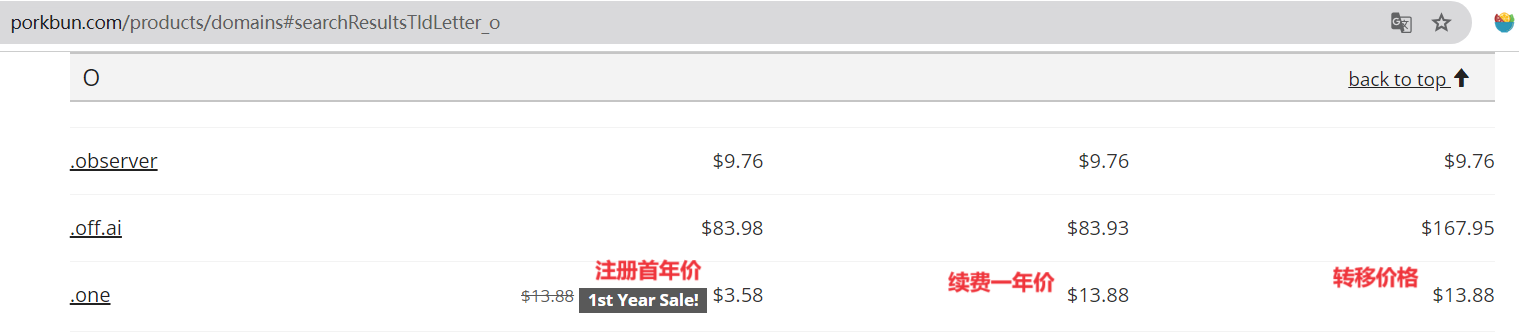 porkbun.com/products/domains#searchResultsTldLetter_o
O back to top
.observer $9.76 $9.76 $9.76
.off.ai $83.98 $83.93 $167.95
注册首年价 续费一年价 转移价格
.one $13.88 1st Year Sale! $3.58 $13.88 $13.88